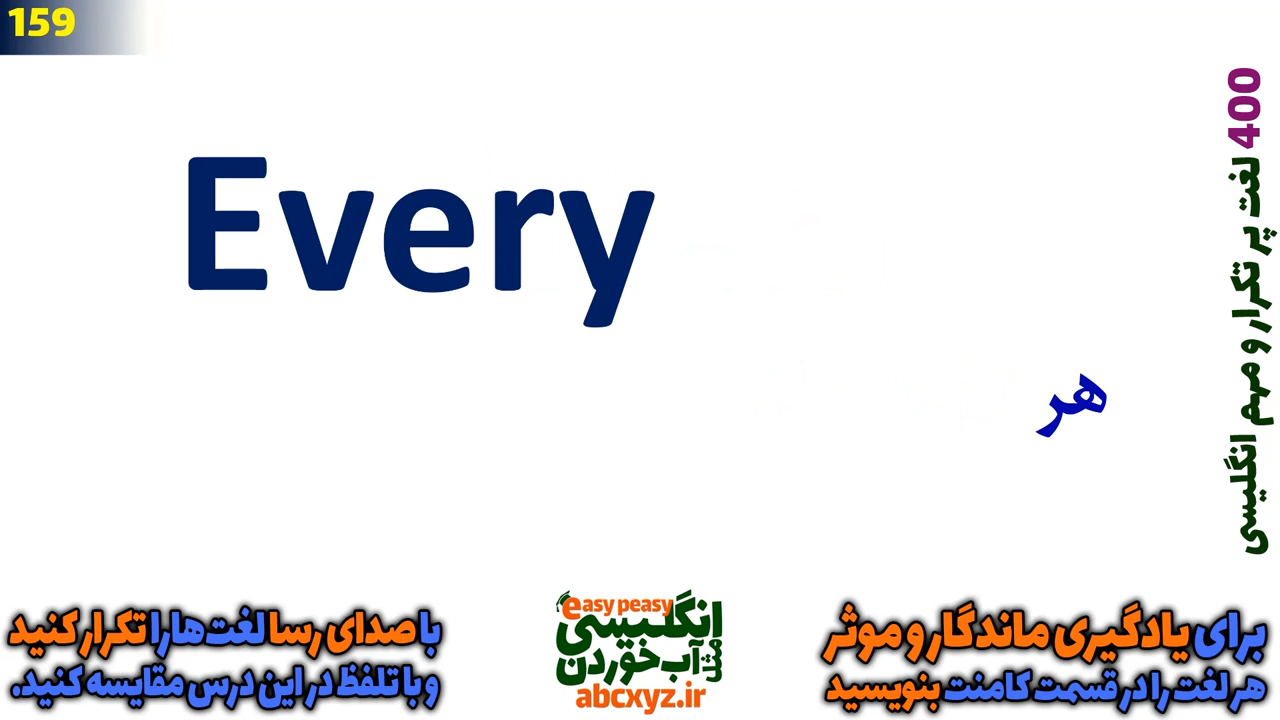 159
Every
هر
400 لغت پر تکرار و مهم انگلیسی
با صدای رسا لغت‌ها را تکرار کنید
و با تلفظ در این درس مقایسه کنید.
easy peasy
انگلیسی
مثل آب خوردن
abcxyz.ir
برای یادگیری ماندگار و موثر
هر لغت را در قسمت کامنت بنویسید